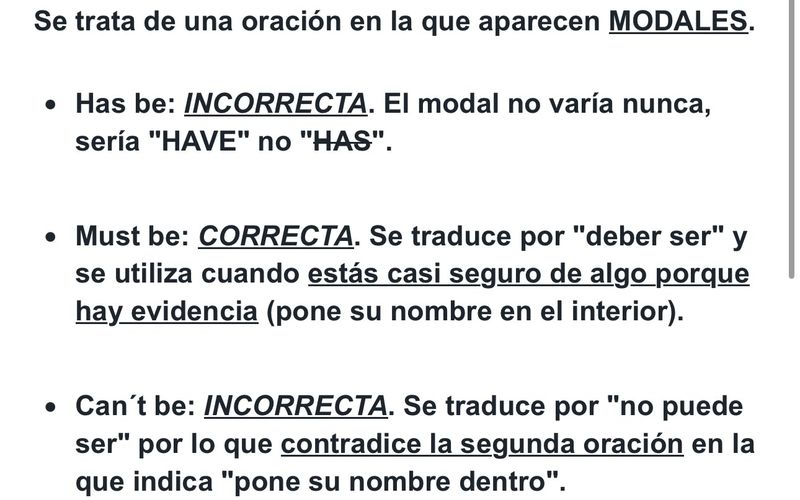 Se trata de una oración en la que aparecen MODALES.
• Has be: INCORRECTA. El modal no varía nunca,
sería "HAVE" no "HAS".
• Must be: CORRECTA. Se traduce por "deber ser" y
se utiliza cuando estás casi seguro de algo porque
hay evidencia (pone su nombre en el interior).
• Can´t be: INCORRECTA. Se traduce por "no puede
ser" por lo que contradice la segunda oración en la
que indica "pone su nombre dentro".